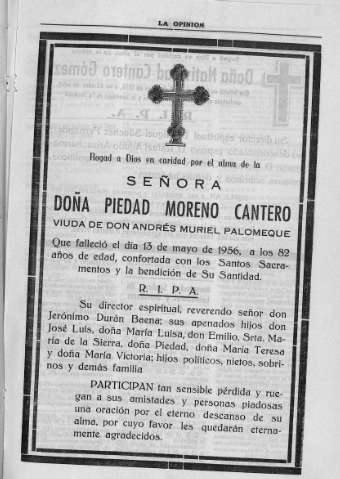 LA OPINION
Rogad a Dios en caridad por el alma de la
SEÑORA
DOÑA PIEDAD MORENO CANTERO
VIUDA DE DON ANDRÉS MURIEL PALOMEQUE
Que falleció el día 13 de mayo de 1956, a los 82
años de edad, confortada con los Santos Sacra-
mentos y la bendición de Su Santidad.
R. I. P. A.
Su director espiritual, reverendo señor don
Jerónimo Durán Baena; sus apenados hijos don
José Luis, doña María Luisa, don Emilio, Srta. Ma-
ría de la Sierra, doña Piedad, doña María Teresa
y doña María Victoria; hijos políticos, nietos, sobri-
nos y demás familia
PARTICIPAN tan sensible pérdida y rue-
gan a sus amistades y personas piadosas
una oración por el eterno descanso de su
alma, por cuyo favor les quedarán eterna-
mente agradecidos.